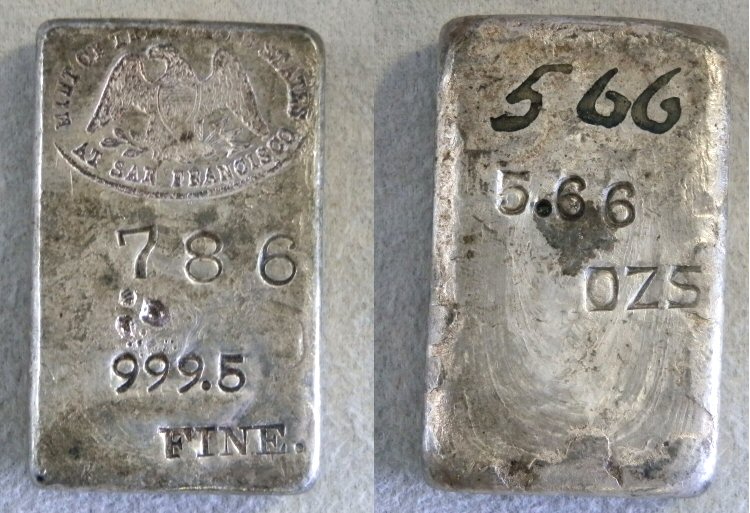 MINT OF THE UNITED STATES
AT SAN FRANCISCO
786
999.5
FINE.
566
5.66
OZS